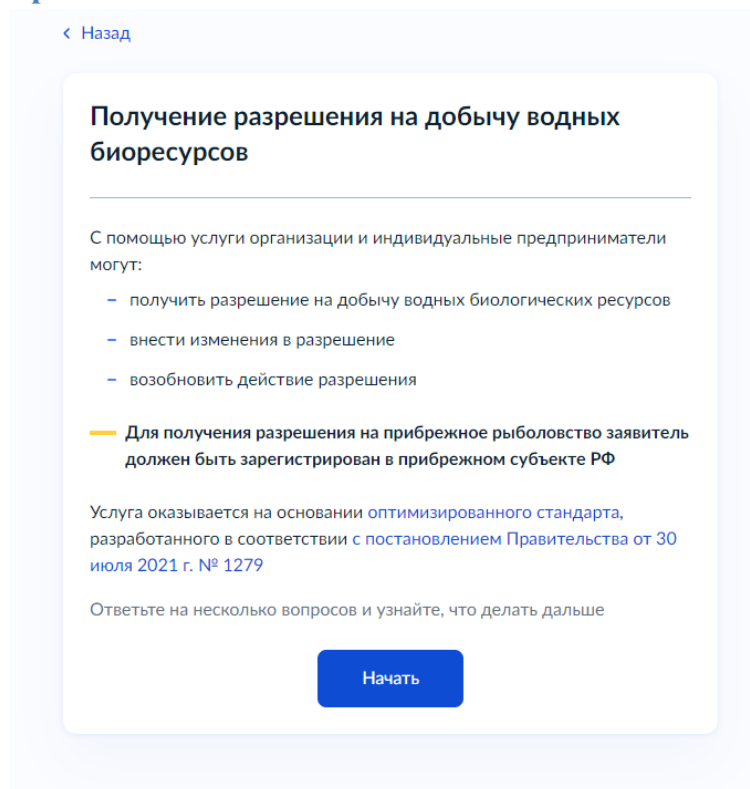 Назад
Получение разрешения на добычу водных
биоресурсов
С помощью услуги организации и индивидуальные предприниматели
могут:
– получить разрешение на добычу водных биологических ресурсов
– внести изменения в разрешение
– возобновить действие разрешения
Для получения разрешения на прибрежное рыболовство заявитель
должен быть зарегистрирован в прибрежном субъекте РФ
Услуга оказывается на основании оптимизированного стандарта,
разработанного в соответствии с постановлением Правительства от 30
июля 2021 г. № 1279
Ответьте на несколько вопросов и узнайте, что делать дальше
Начать